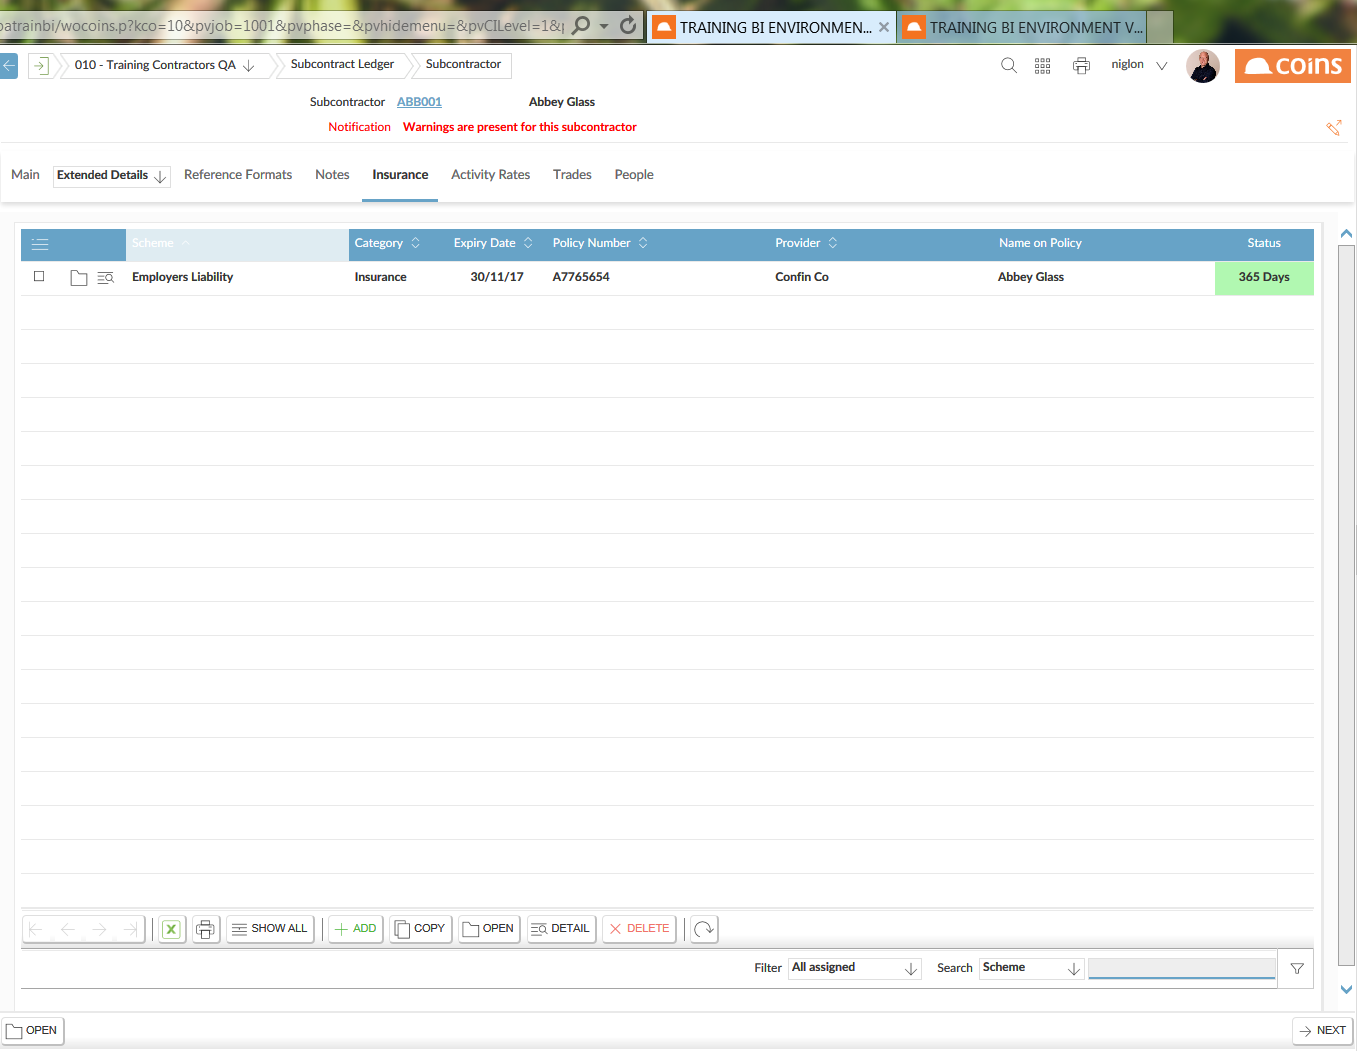 patrainbi/wocoins.p?kco=10&pvjob=1001&pvphase=&pvhidemenu=&pvCILevel=1&
TRAINING BI ENVIRONMEN...
TRAINING BI ENVIRONMENT V...
010 - Training Contractors QA
Subcontract Ledger
Subcontractor
niglon
coins
Subcontractor ABB001 Abbey Glass
Notification Warnings are present for this subcontractor
Main Extended Details Reference Formats Notes Insurance Activity Rates Trades People
Scheme Category Expiry Date Policy Number Provider Name on Policy Status
Employers Liability Insurance 30/11/17 A7765654 Confin Co Abbey Glass 365 Days
SHOW ALL ADD COPY OPEN DETAIL DELETE
Filter All assigned Search Scheme
OPEN NEXT